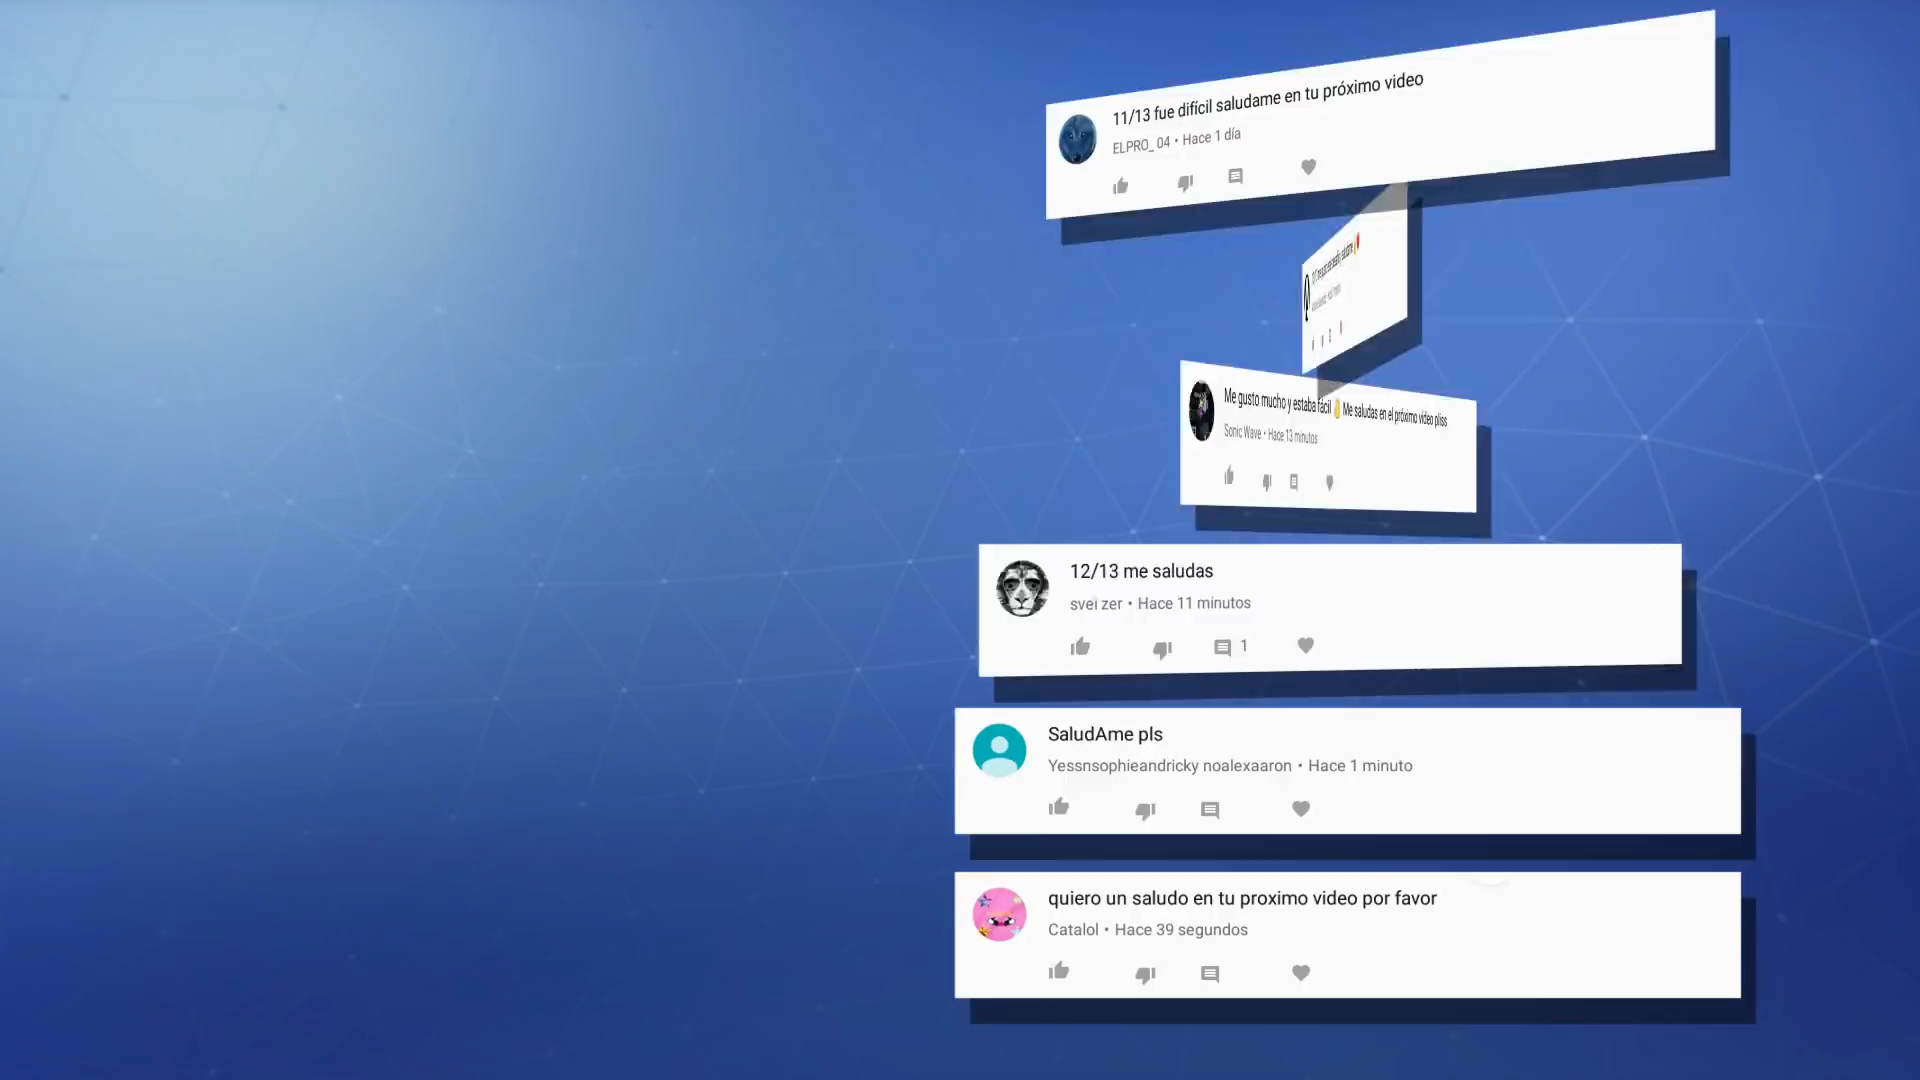 11/13 fue difícil saludame en tu próximo video
ELPRO_ 04 • Hace 1 día
Me gusto mucho y estaba fácil 👌 Me saludas en el próximo video pliss
Sonic Wave • Hace 13 minutos
12/13 me saludas
svei zer • Hace 11 minutos
1
SaludAme pls
Yessnsophieandricky noalexaaron • Hace 1 minuto
quiero un saludo en tu proximo video por favor
Catalol • Hace 39 segundos